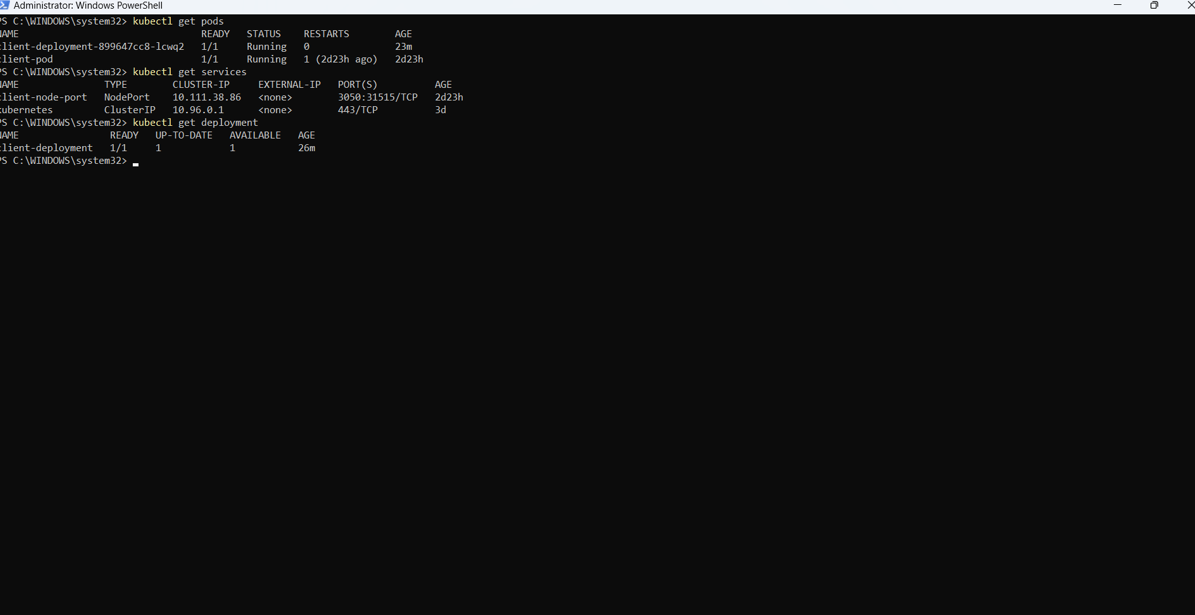 Administrator: Windows PowerShell
PS C:\WINDOWS\system32> kubectl get pods
NAME READY STATUS RESTARTS AGE
client-deployment-899647cc8-lcwq2 1/1 Running 0 23m
client-pod 1/1 Running 1 (2d23h ago) 2d23h
PS C:\WINDOWS\system32> kubectl get services
NAME TYPE CLUSTER-IP EXTERNAL-IP PORT(S) AGE
client-node-port NodePort 10.111.38.86 <none> 3050:31515/TCP 2d23h
kubernetes ClusterIP 10.96.0.1 <none> 443/TCP 3d
PS C:\WINDOWS\system32> kubectl get deployment
NAME READY UP-TO-DATE AVAILABLE AGE
client-deployment 1/1 1 1 26m
PS C:\WINDOWS\system32>